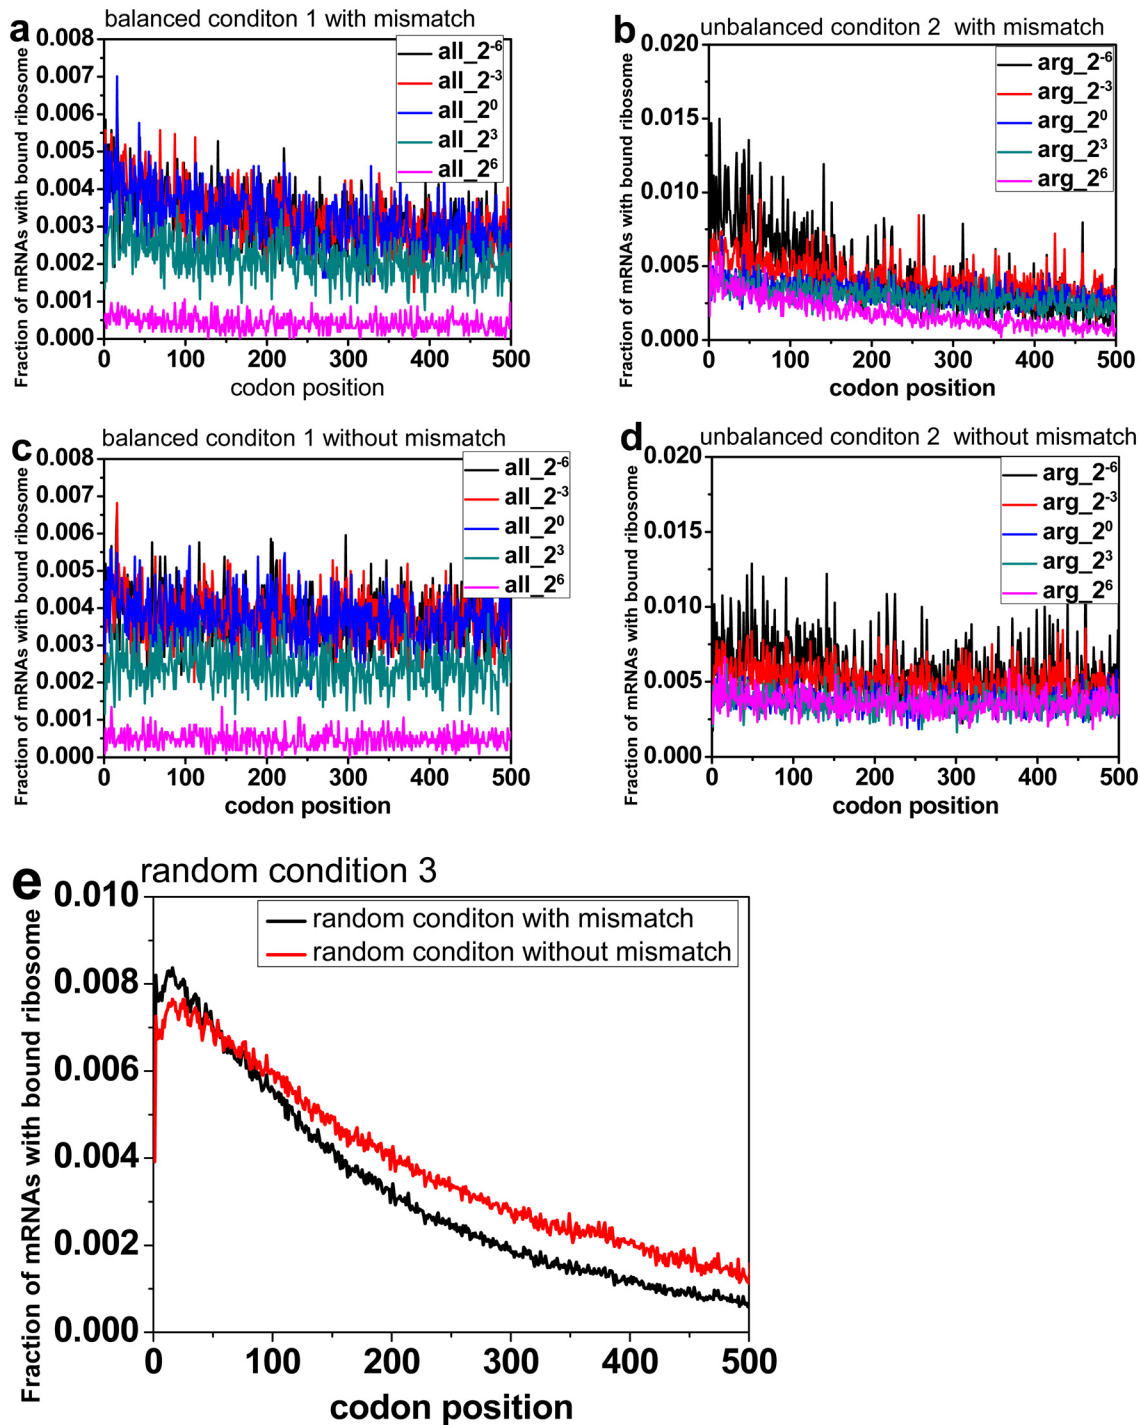 a
balanced conditon 1 with mismatch
Fraction of mRNAs with bound ribosome
0.008
0.007
0.006
0.005
0.004
0.003
0.002
0.001
0.000
all_2⁻⁶
all_2⁻³
all_2⁰
all_2³
all_2⁶
0 100 200 300 400 500
codon position
b
unbalanced conditon 2 with mismatch
Fraction of mRNAs with bound ribosome
0.020
0.015
0.010
0.005
0.000
arg_2⁻⁶
arg_2⁻³
arg_2⁰
arg_2³
arg_2⁶
0 100 200 300 400 500
codon position
c
balanced conditon 1 without mismatch
Fraction of mRNAs with bound ribosome
0.008
0.007
0.006
0.005
0.004
0.003
0.002
0.001
0.000
all_2⁻⁶
all_2⁻³
all_2⁰
all_2³
all_2⁶
0 100 200 300 400 500
codon position
d
unbalanced conditon 2 without mismatch
Fraction of mRNAs with bound ribosome
0.020
0.015
0.010
0.005
0.000
arg_2⁻⁶
arg_2⁻³
arg_2⁰
arg_2³
arg_2⁶
0 100 200 300 400 500
codon position
e
random condition 3
Fraction of mRNAs with bound ribosome
0.010
0.008
0.006
0.004
0.002
0.000
random conditon with mismatch
random conditon without mismatch
0 100 200 300 400 500
codon position